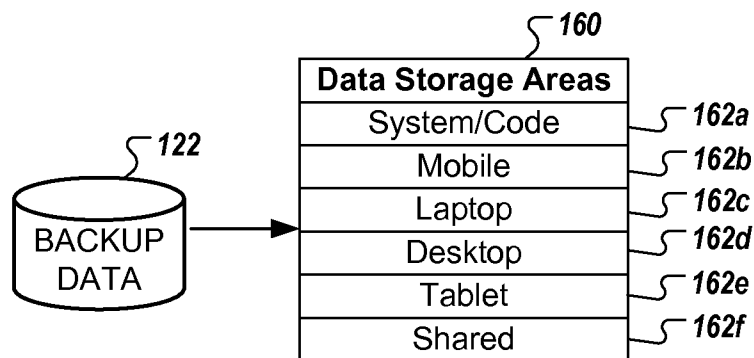 160
Data Storage Areas
System/Code 162a
122
Mobile 162b
Laptop 162c
BACKUP
DATA
Desktop 162d
Tablet 162e
Shared 162f